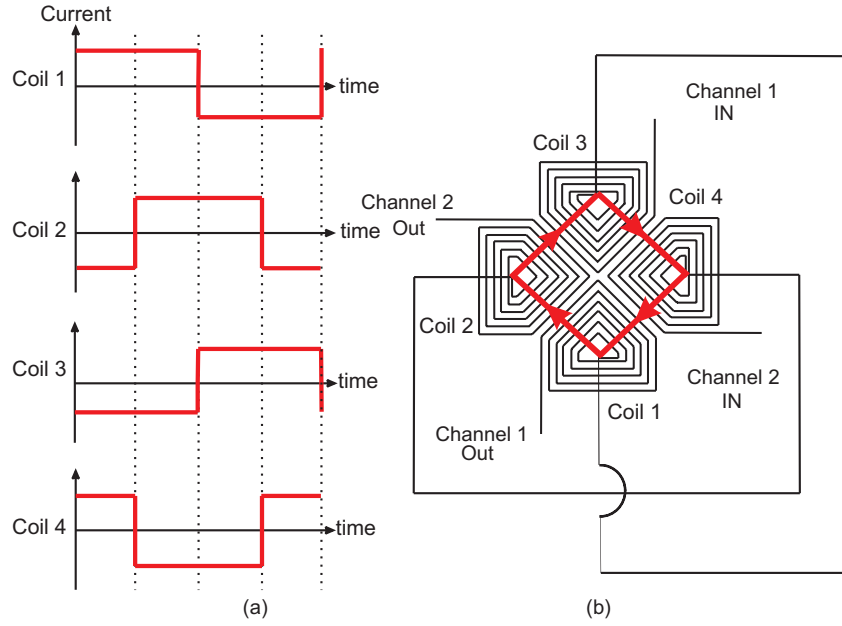 Current
Coil 1
time
Coil 2
time
Coil 3
time
Coil 4
time
(a)
Channel 1
IN
Coil 3
Coil 4
Channel 2
Out
Coil 2
Channel 2
IN
Coil 1
Channel 1
Out
(b)